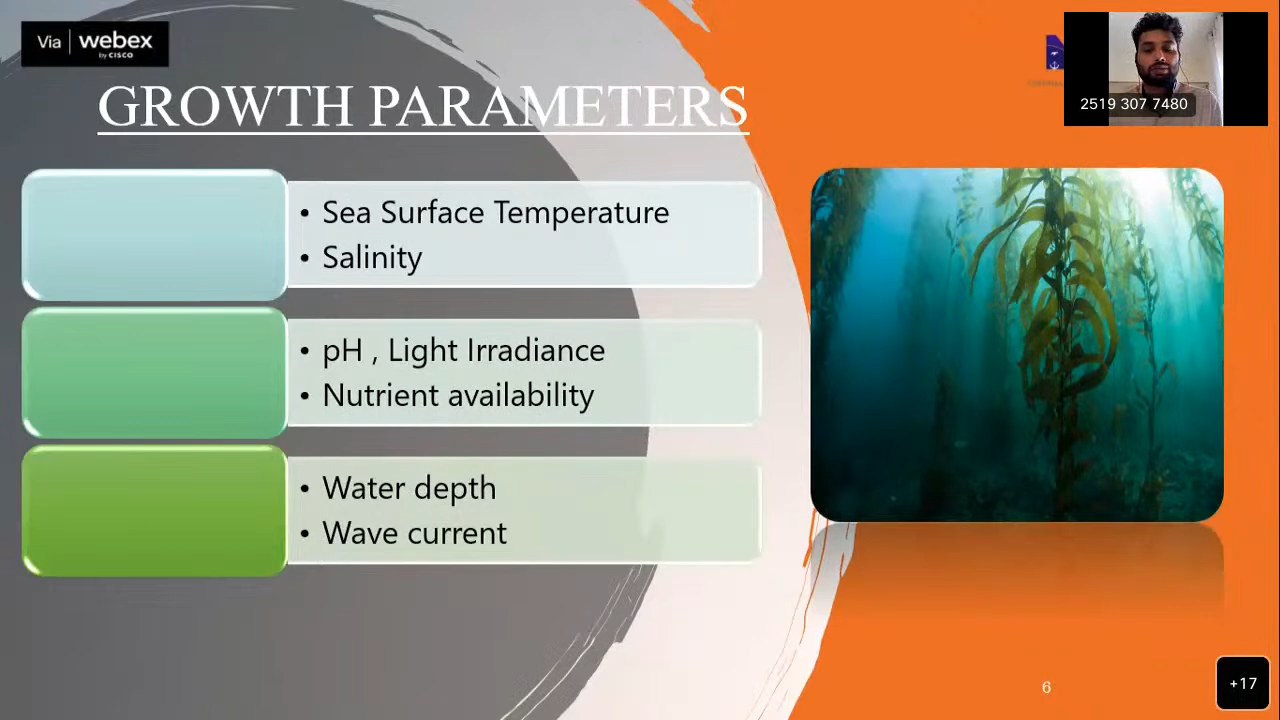 Via webex
by CISCO
GROWTH PARAMETERS
2519 307 7480
• Sea Surface Temperature
• Salinity
• pH , Light Irradiance
• Nutrient availability
• Water depth
• Wave current
6
+17